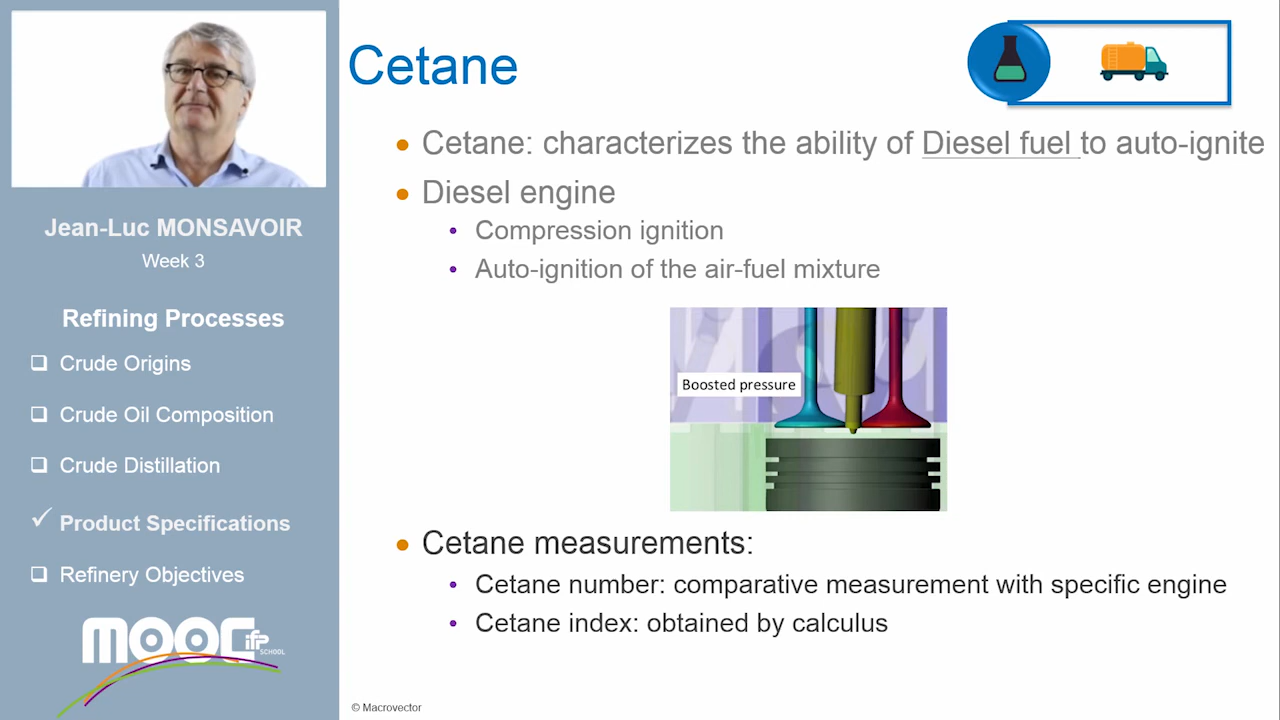 Jean-Luc MONSAVOIR
Week 3
Refining Processes
Crude Origins
Crude Oil Composition
Crude Distillation
Product Specifications
Refinery Objectives
MOOC ifp
SCHOOL
Cetane
Cetane: characterizes the ability of Diesel fuel to auto-ignite
Diesel engine
Compression ignition
Auto-ignition of the air-fuel mixture
Boosted pressure
Cetane measurements:
Cetane number: comparative measurement with specific engine
Cetane index: obtained by calculus
© Macrovector